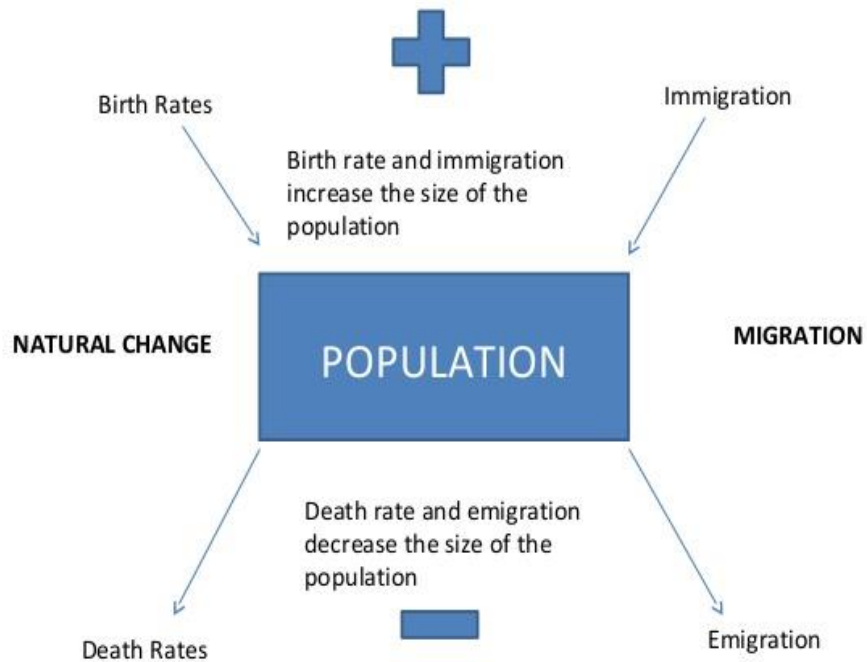 Birth Rates
Immigration
Birth rate and immigration
increase the size of the
population
NATURAL CHANGE
POPULATION
MIGRATION
Death rate and emigration
decrease the size of the
population
Death Rates
Emigration